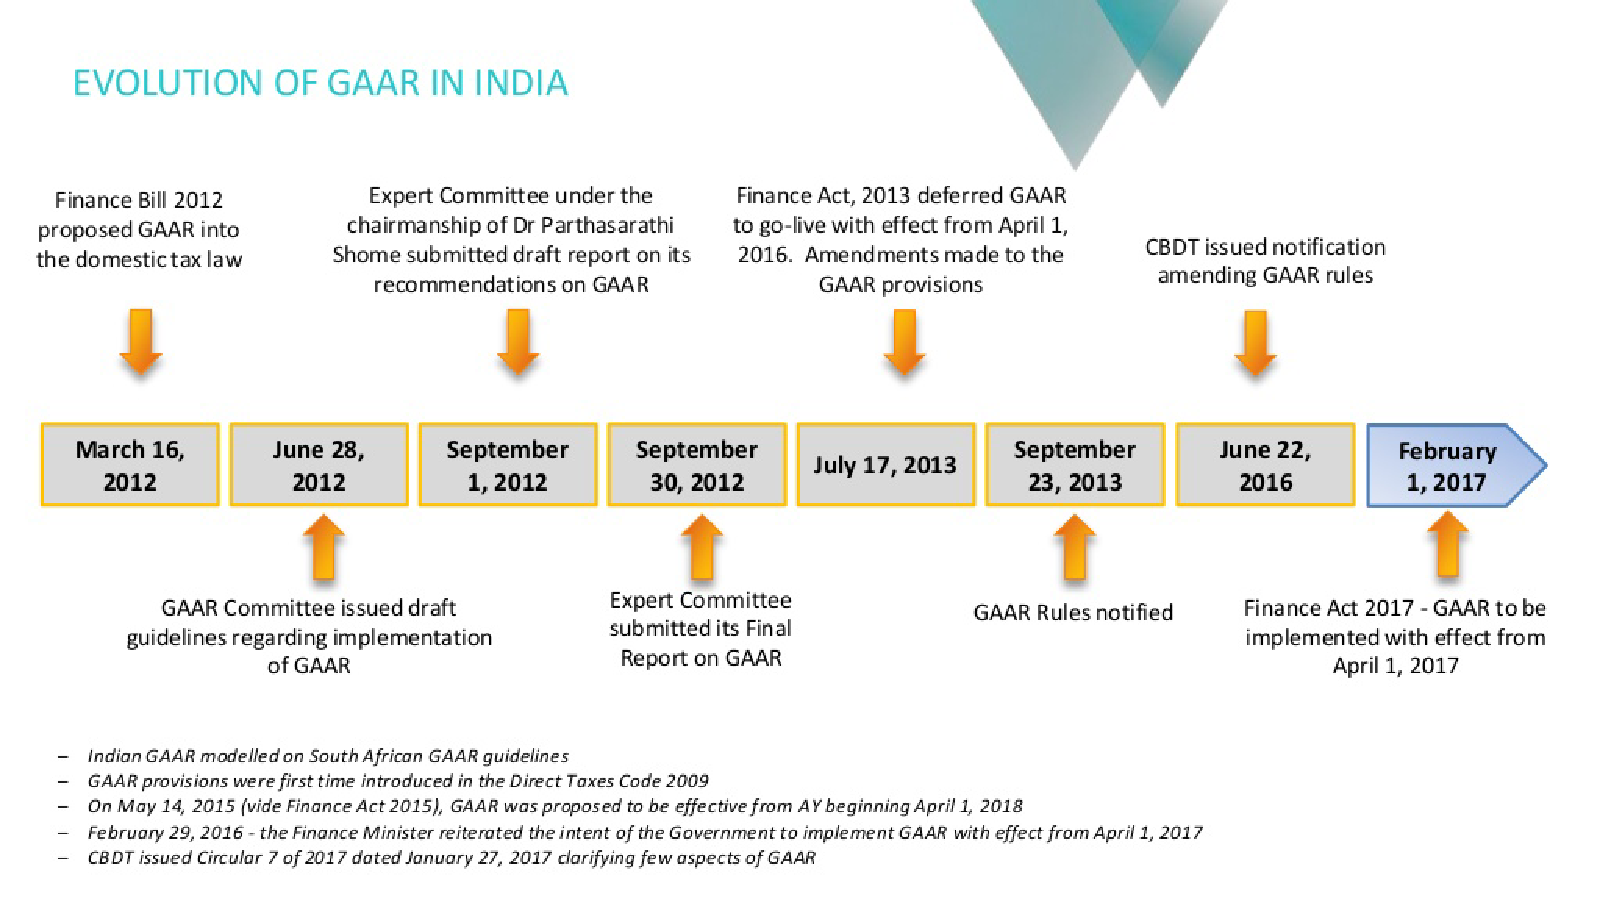 EVOLUTION OF GAAR IN INDIA
Finance Bill 2012
proposed GAAR into
the domestic tax law
Expert Committee under the
chairmanship of Dr Parthasarathi
Shome submitted draft report on its
recommendations on GAAR
Finance Act, 2013 deferred GAAR
to go-live with effect from April 1,
2016.  Amendments made to the
GAAR provisions
CBDT issued notification
amending GAAR rules
March 16,
2012
June 28,
2012
September
1, 2012
September
30, 2012
July 17, 2013
September
23, 2013
June 22,
2016
February
1, 2017
GAAR Committee issued draft
guidelines regarding implementation
of GAAR
Expert Committee
submitted its Final
Report on GAAR
GAAR Rules notified
Finance Act 2017 - GAAR to be
implemented with effect from
April 1, 2017
– Indian GAAR modelled on South African GAAR guidelines
– GAAR provisions were first time introduced in the Direct Taxes Code 2009
– On May 14, 2015 (vide Finance Act 2015), GAAR was proposed to be effective from AY beginning April 1, 2018
– February 29, 2016 - the Finance Minister reiterated the intent of the Government to implement GAAR with effect from April 1, 2017
– CBDT issued Circular 7 of 2017 dated January 27, 2017 clarifying few aspects of GAAR